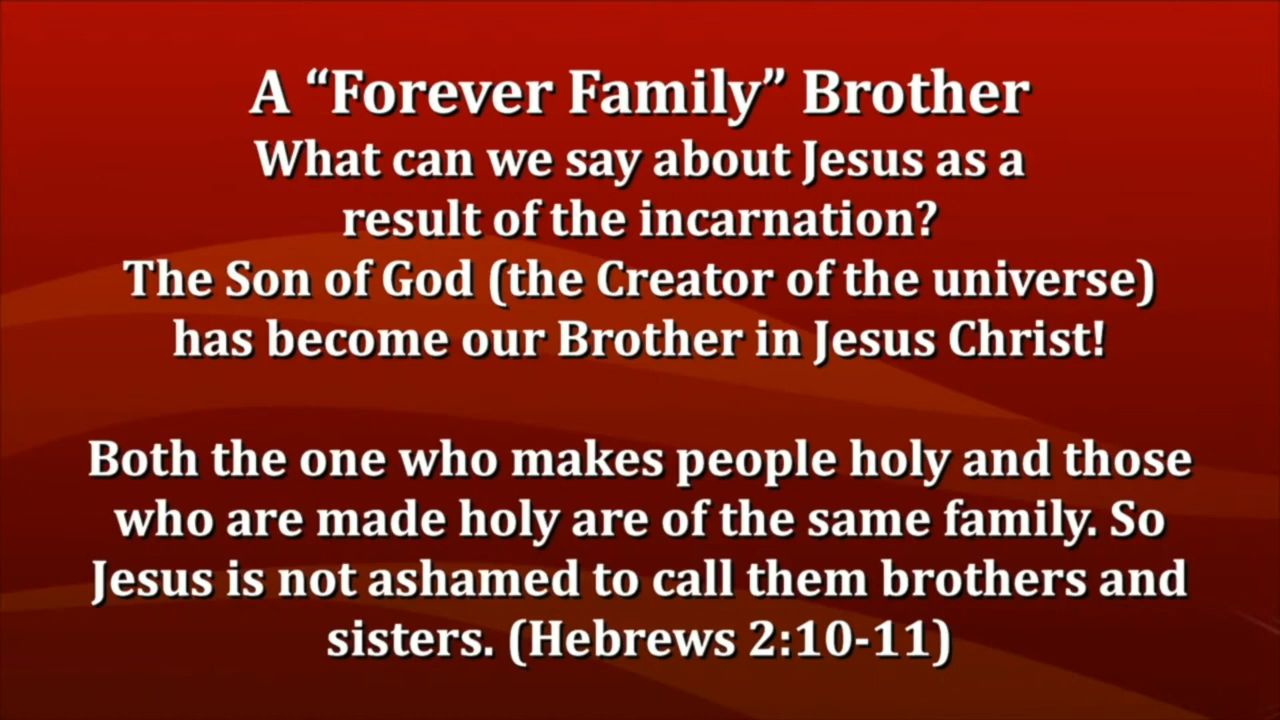 A “Forever Family” Brother
What can we say about Jesus as a
result of the incarnation?
The Son of God (the Creator of the universe)
has become our Brother in Jesus Christ!
Both the one who makes people holy and those
who are made holy are of the same family. So
Jesus is not ashamed to call them brothers and
sisters. (Hebrews 2:10-11)